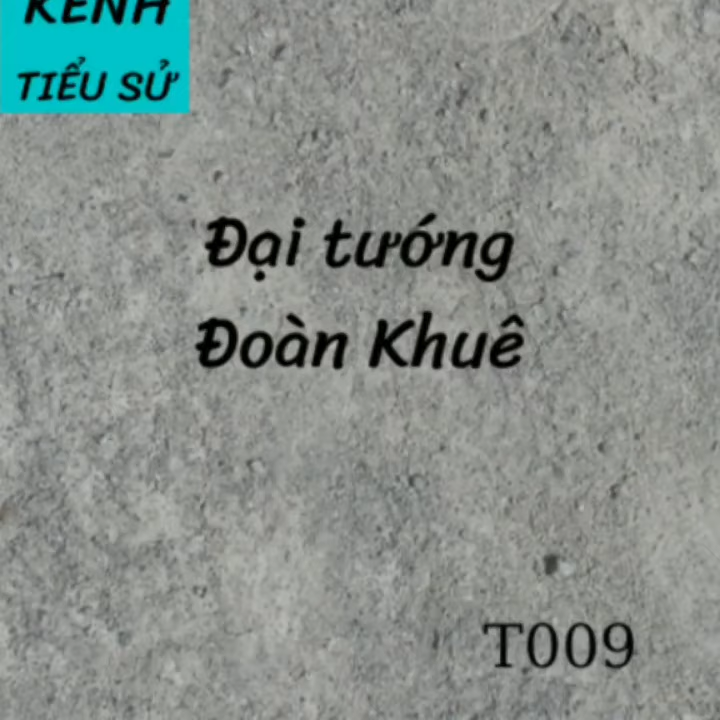 KÊNH
TIỂU SỬ
Đại tướng
Đoàn Khuê
T009